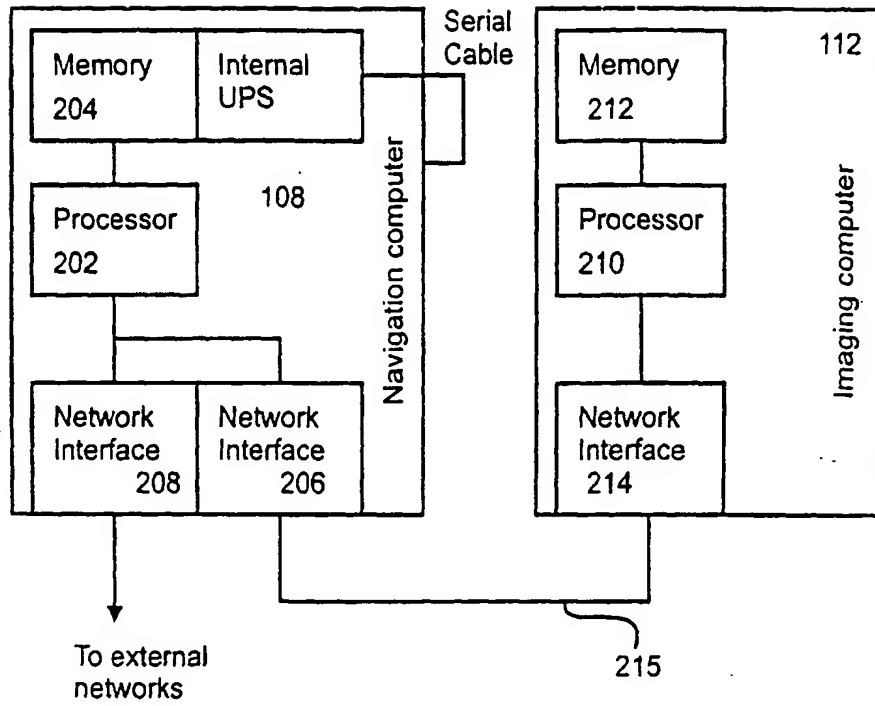 Memory
204
Internal
UPS
Serial
Cable
Processor
202
108
Navigation computer
Network
Interface
208
Network
Interface
206
To external
networks
112
Memory
212
Processor
210
Imaging computer
Network
Interface
214
215